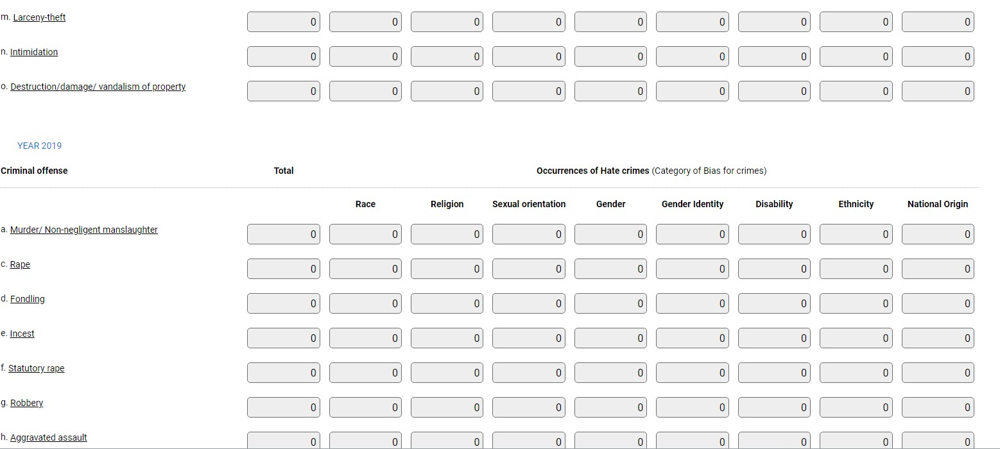 m. Larceny-theft 0 0 0 0 0 0 0 0 0
n. Intimidation 0 0 0 0 0 0 0 0 0
o. Destruction/damage/ vandalism of property 0 0 0 0 0 0 0 0 0
YEAR 2019
Criminal offense Total Occurrences of Hate crimes (Category of Bias for crimes)
Race Religion Sexual orientation Gender Gender Identity Disability Ethnicity National Origin
a. Murder/ Non-negligent manslaughter 0 0 0 0 0 0 0 0 0
c. Rape 0 0 0 0 0 0 0 0 0
d. Fondling 0 0 0 0 0 0 0 0 0
e. Incest 0 0 0 0 0 0 0 0 0
f. Statutory rape 0 0 0 0 0 0 0 0 0
g. Robbery 0 0 0 0 0 0 0 0 0
h. Aggravated assault 0 0 0 0 0 0 0 0 0